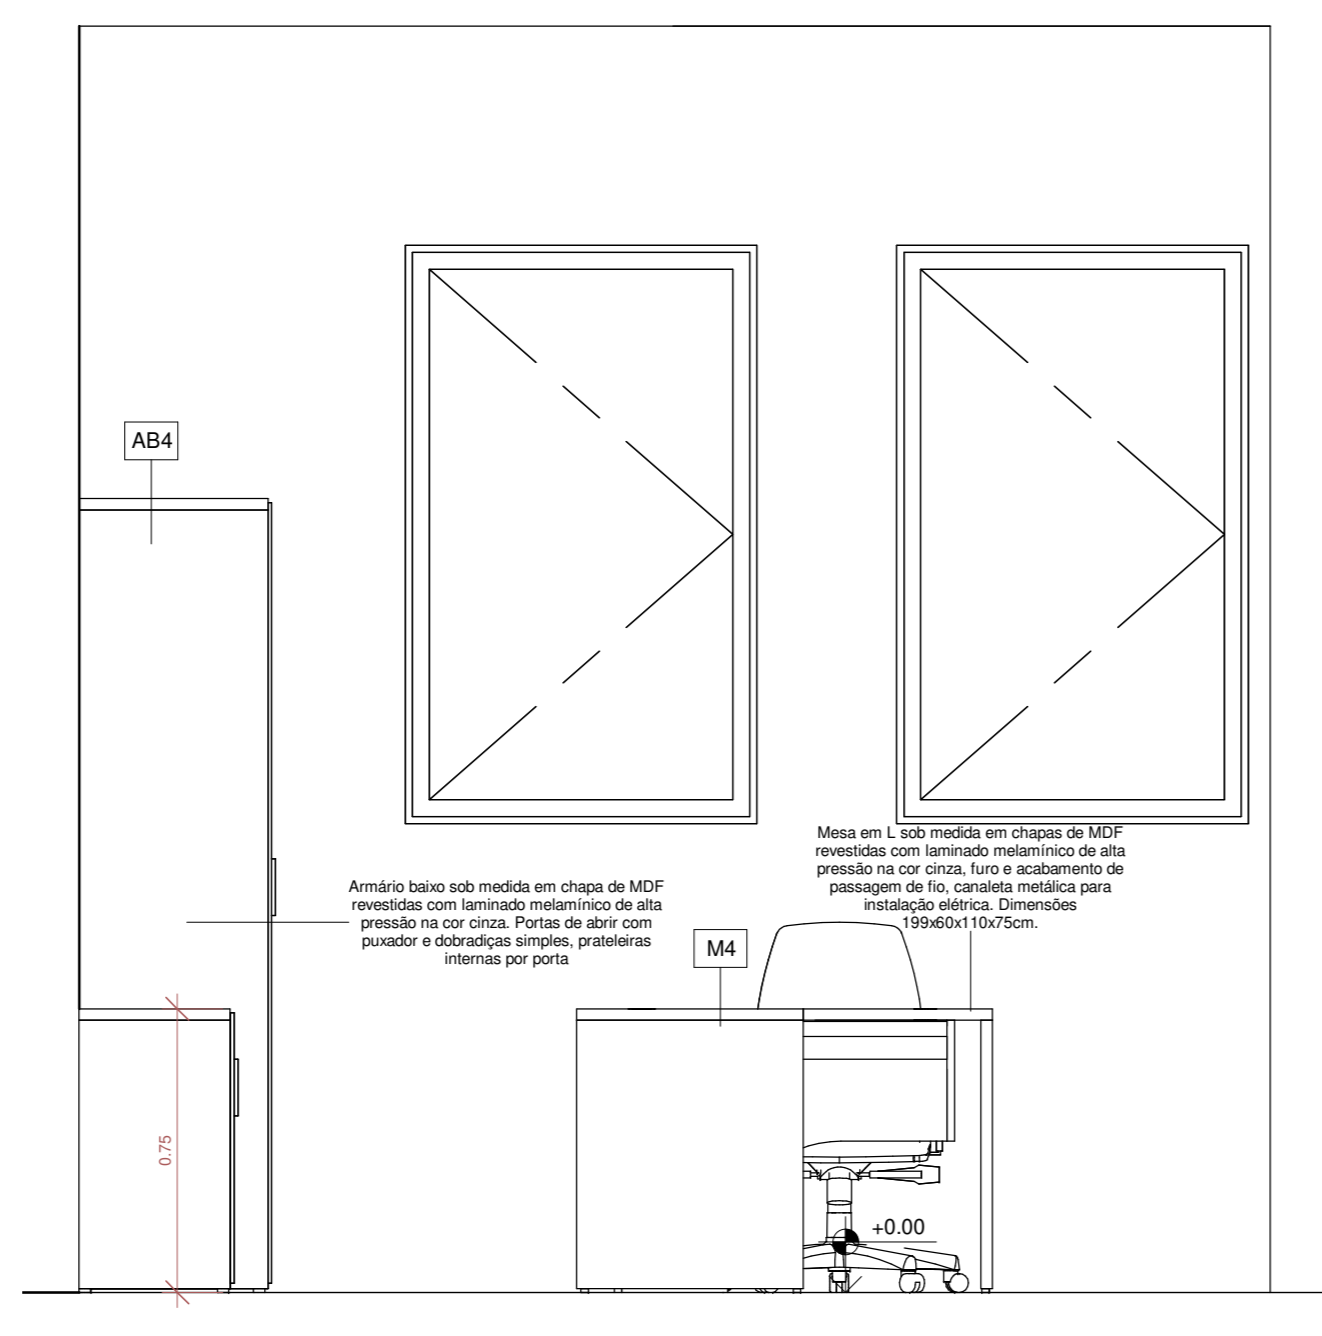 AB4
Mesa em L sob medida em chapas de MDF
revestidas com laminado melamínico de alta
pressão na cor cinza, furo e acabamento de
passagem de fio, canaleta metálica para
instalação elétrica. Dimensões
199x60x110x75cm.
Armário baixo sob medida em chapa de MDF
revestidas com laminado melamínico de alta
pressão na cor cinza. Portas de abrir com
puxador e dobradiças simples, prateleiras
internas por porta
M4
0.75
+0.00